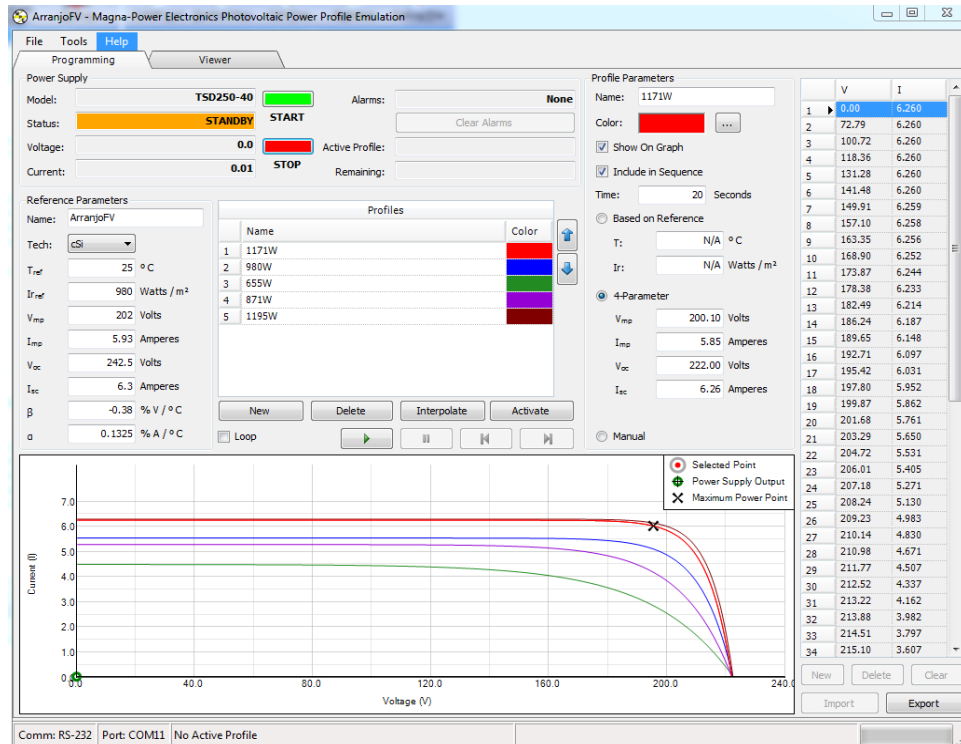 ArranjoFV - Magna-Power Electronics Photovoltaic Power Profile Emulation
File Tools Help
Programming Viewer
Power Supply
Model: TSD250-40 Alarms: None
Status: STANDBY START Clear Alarms
Voltage: 0.0 Active Profile:
Current: 0.01 STOP Remaining:
Reference Parameters
Name: ArranjoFV
Tech: cSi
Tref 25 °C
Irref 980 Watts / m²
Vmp 202 Volts
Imp 5.93 Amperes
Voc 242.5 Volts
Isc 6.3 Amperes
β -0.38 % V / °C
α 0.1325 % A / °C
Profiles
Name Color
1 1171W
2 980W
3 655W
4 871W
5 1195W
New Delete Interpolate Activate
Loop
Profile Parameters
Name: 1171W
Color: ...
Show On Graph
Include in Sequence
Time: 20 Seconds
Based on Reference
T: N/A °C
Ir: N/A Watts / m²
4-Parameter
Vmp 200.10 Volts
Imp 5.85 Amperes
Voc 222.00 Volts
Isc 6.26 Amperes
Manual
V I
1 0.00 6.260
2 72.79 6.260
3 100.72 6.260
4 118.36 6.260
5 131.28 6.260
6 141.48 6.260
7 149.91 6.259
8 157.10 6.258
9 163.35 6.256
10 168.90 6.252
11 173.87 6.244
12 178.38 6.233
13 182.49 6.214
14 186.24 6.187
15 189.65 6.148
16 192.71 6.097
17 195.42 6.031
18 197.80 5.952
19 199.87 5.862
20 201.68 5.761
21 203.29 5.650
22 204.72 5.531
23 206.01 5.405
24 207.18 5.271
25 208.24 5.130
26 209.23 4.983
27 210.14 4.830
28 210.98 4.671
29 211.77 4.507
30 212.52 4.337
31 213.22 4.162
32 213.88 3.982
33 214.51 3.797
34 215.10 3.607
New Delete Clear
Import Export
Selected Point
Power Supply Output
Maximum Power Point
Current (I)
7.0
6.0
5.0
4.0
3.0
2.0
1.0
0.0
0.0 40.0 80.0 120.0 160.0 200.0 240.0
Voltage (V)
Comm: RS-232 Port: COM11 No Active Profile